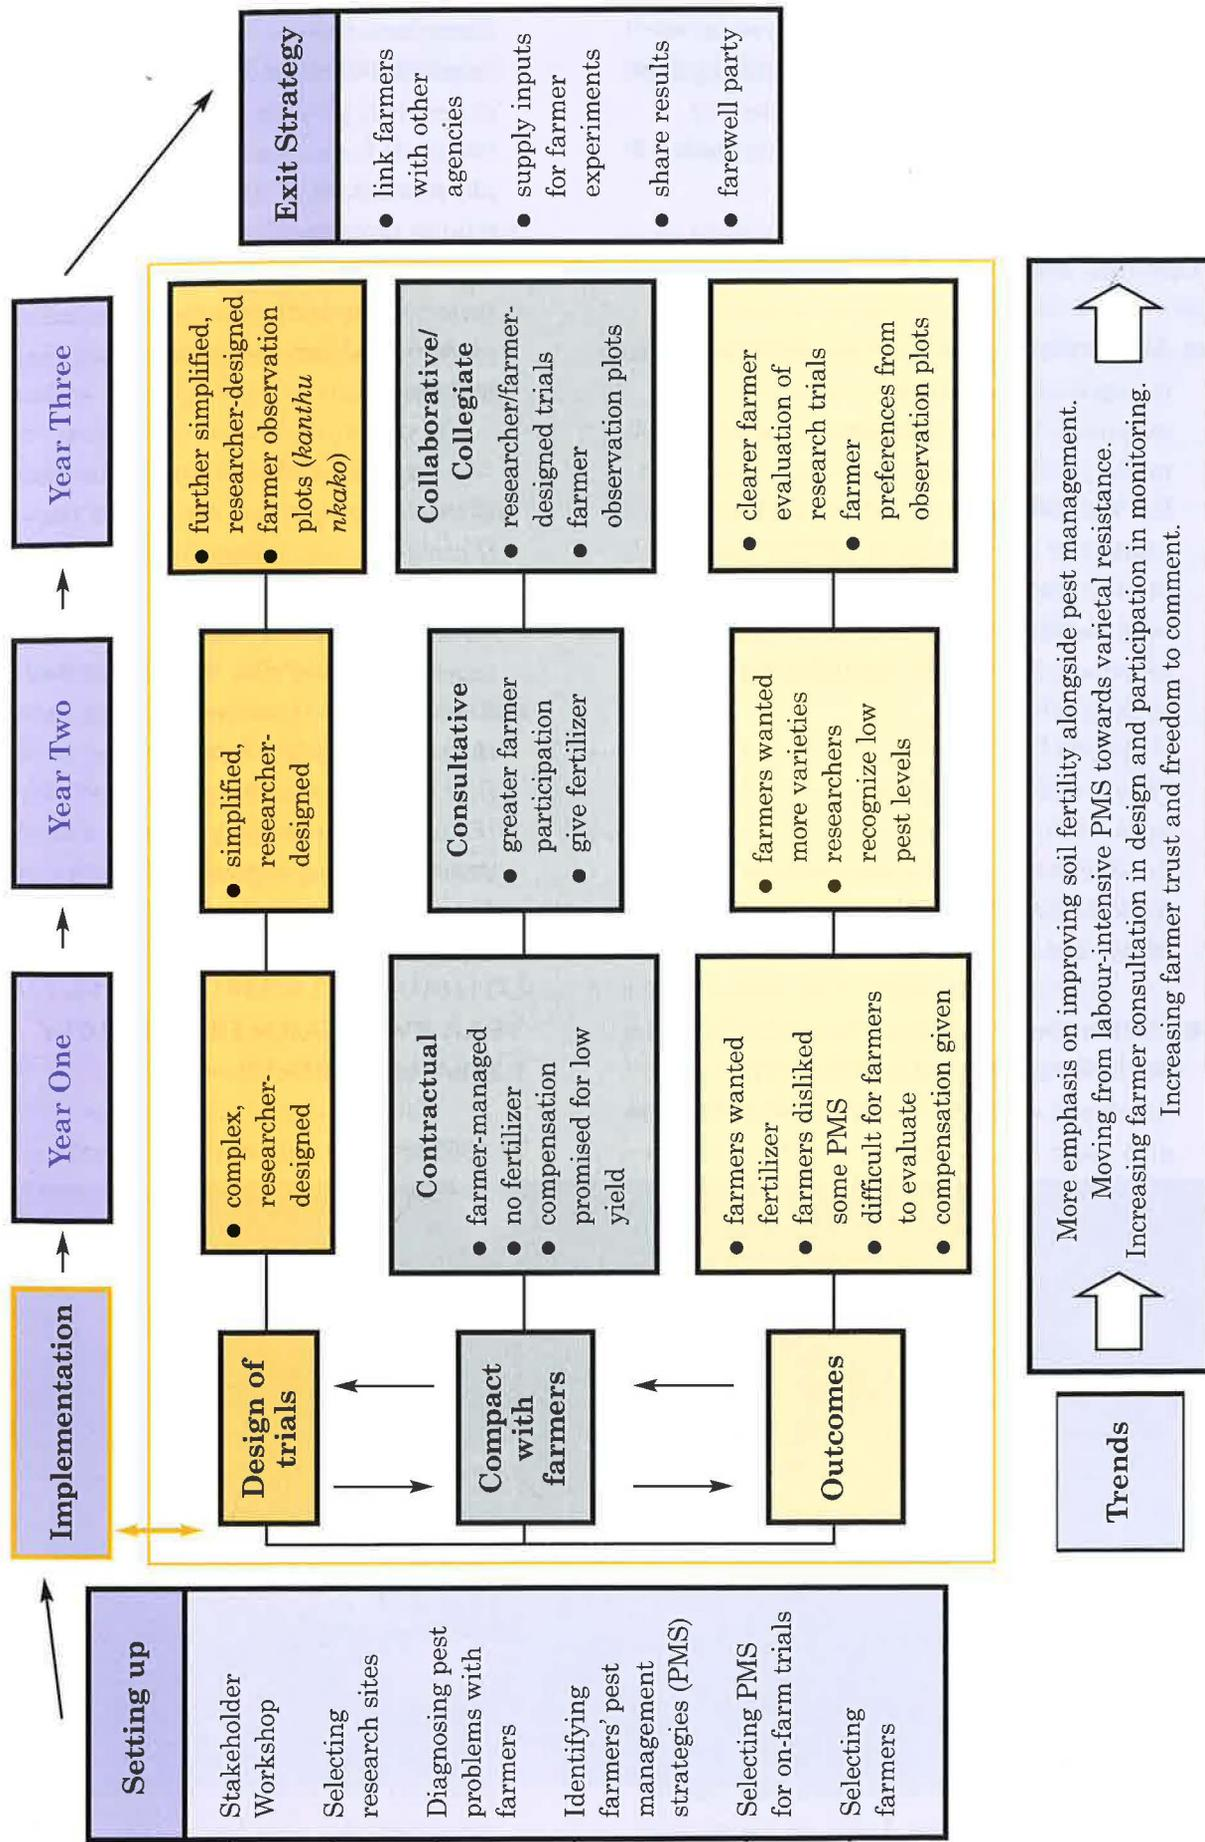 Setting up
Stakeholder
Workshop
Selecting
research sites
Diagnosing pest
problems with
farmers
Identifying
farmers' pest
management
strategies (PMS)
Selecting PMS
for on-farm trials
Selecting
farmers
Implementation
Year One
Year Two
Year Three
Design of
trials
• complex,
researcher-
designed
• simplified,
researcher-
designed
• further simplified,
researcher-designed
• farmer observation
plots (kanthu
nkako)
Compact
with
farmers
Contractual
• farmer-managed
• no fertilizer
• compensation
promised for low
yield
Consultative
• greater farmer
participation
• give fertilizer
Collaborative/
Collegiate
• researcher/farmer-
designed trials
• farmer
observation plots
Outcomes
• farmers wanted
fertilizer
• farmers disliked
some PMS
• difficult for farmers
to evaluate
• compensation given
• farmers wanted
more varieties
• researchers
recognize low
pest levels
• clearer farmer
evaluation of
research trials
• farmer
preferences from
observation plots
Exit Strategy
• link farmers
with other
agencies
• supply inputs
for farmer
experiments
• share results
• farewell party
Trends
More emphasis on improving soil fertility alongside pest management.
Moving from labour-intensive PMS towards varietal resistance.
Increasing farmer consultation in design and participation in monitoring.
Increasing farmer trust and freedom to comment.